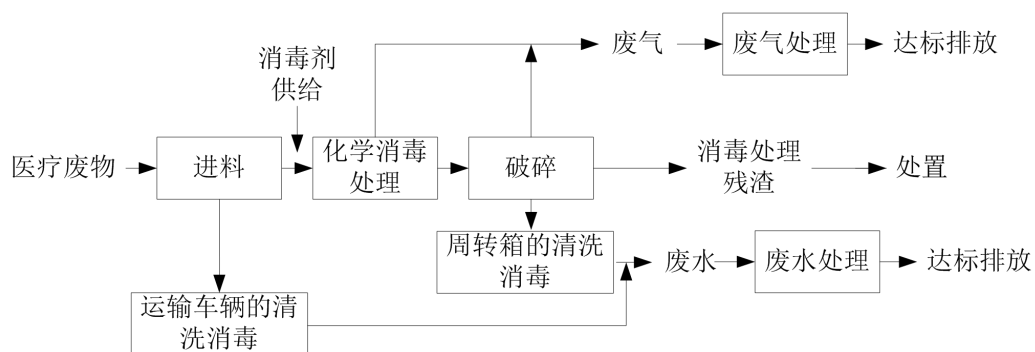 废气
废气处理
达标排放
消毒剂
供给
医疗废物
进料
化学消毒
处理
破碎
消毒处理
残渣
处置
周转箱的清洗
消毒
废水
废水处理
达标排放
运输车辆的清
洗消毒